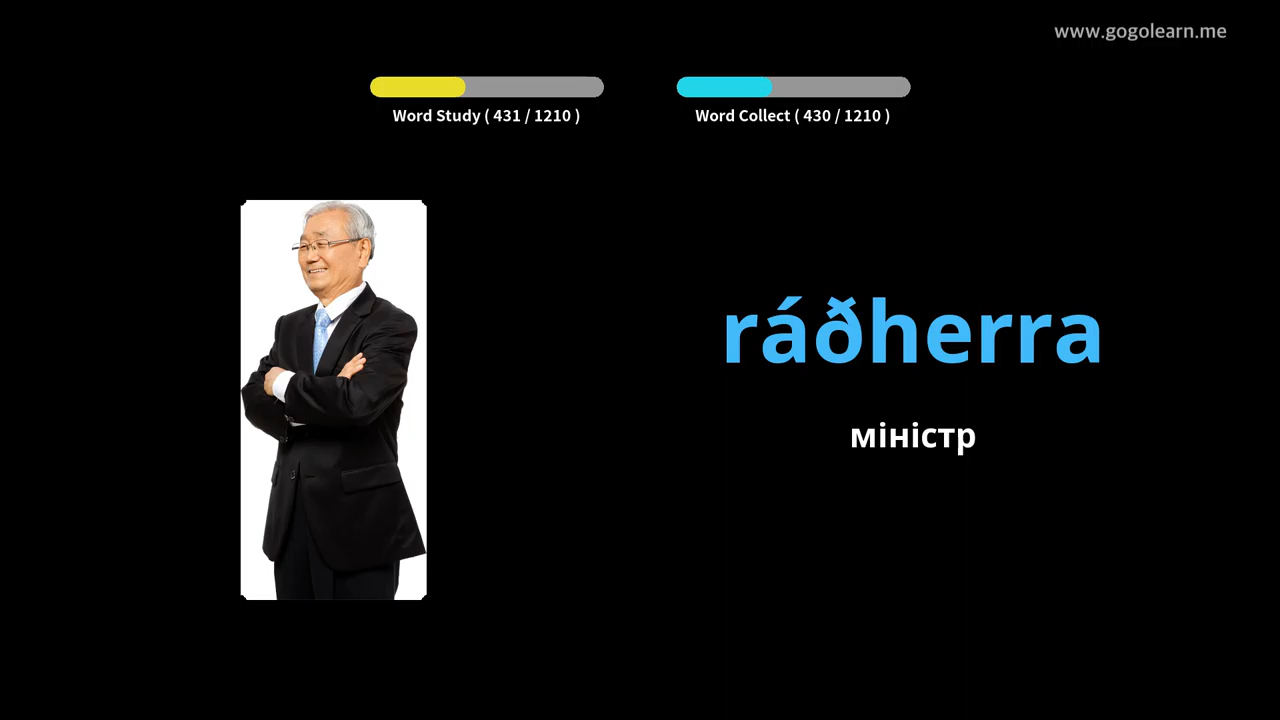 www.gogolearn.me
Word Study ( 431 / 1210 )
Word Collect ( 430 / 1210 )
ráðherra
міністр